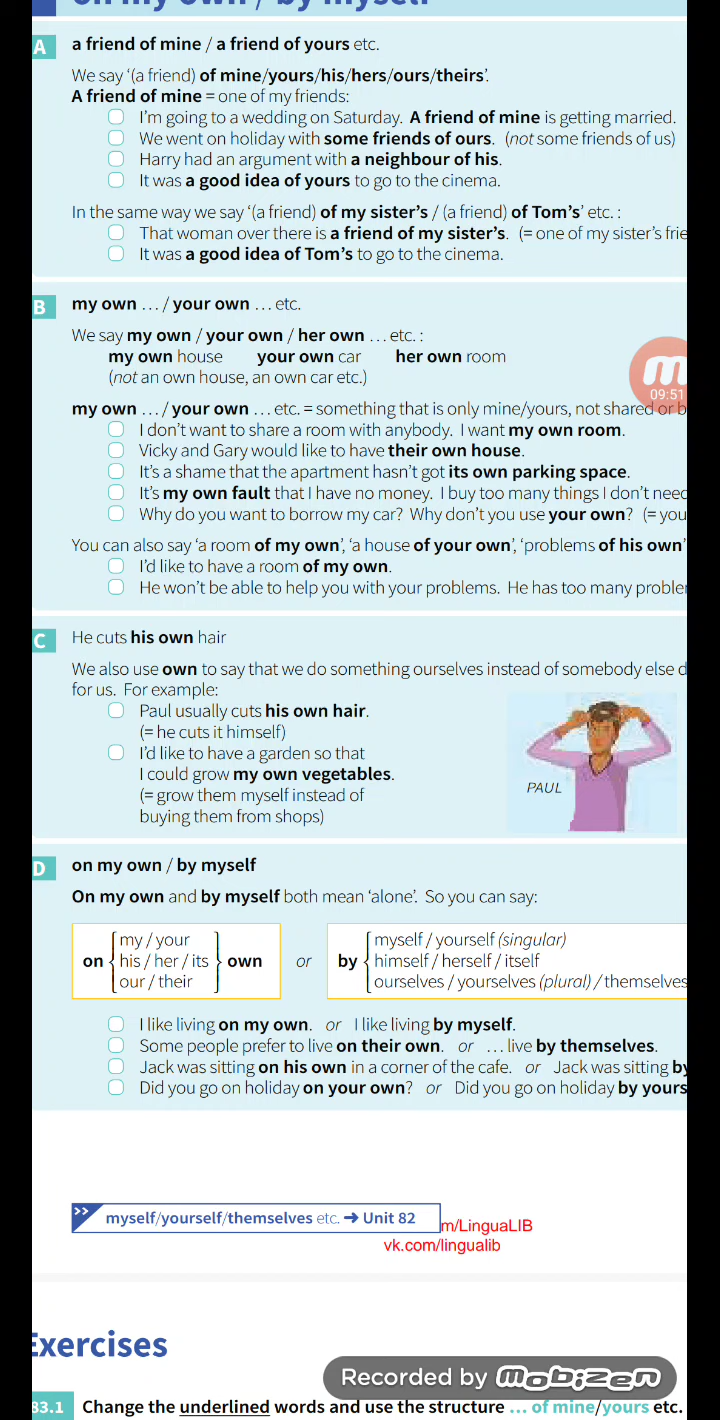 on my own / by myself
A
a friend of mine / a friend of yours etc.
We say ‘(a friend) of mine/yours/his/hers/ours/theirs’.
A friend of mine = one of my friends:
I’m going to a wedding on Saturday. A friend of mine is getting married.
We went on holiday with some friends of ours. (not some friends of us)
Harry had an argument with a neighbour of his.
It was a good idea of yours to go to the cinema.
In the same way we say ‘(a friend) of my sister’s / (a friend) of Tom’s’ etc. :
That woman over there is a friend of my sister’s. (= one of my sister’s frie
It was a good idea of Tom’s to go to the cinema.
B
my own … / your own … etc.
We say my own / your own / her own … etc. :
my own house your own car her own room
(not an own house, an own car etc.)
09:51
my own … / your own … etc. = something that is only mine/yours, not shared or b
I don’t want to share a room with anybody. I want my own room.
Vicky and Gary would like to have their own house.
It’s a shame that the apartment hasn’t got its own parking space.
It’s my own fault that I have no money. I buy too many things I don’t need
Why do you want to borrow my car? Why don’t you use your own? (= you
You can also say ‘a room of my own’, ‘a house of your own’, ‘problems of his own’
I’d like to have a room of my own.
He won’t be able to help you with your problems. He has too many proble
C
He cuts his own hair
We also use own to say that we do something ourselves instead of somebody else d
for us. For example:
Paul usually cuts his own hair.
(= he cuts it himself)
I’d like to have a garden so that
I could grow my own vegetables.
(= grow them myself instead of
buying them from shops)
PAUL
D
on my own / by myself
On my own and by myself both mean ‘alone’. So you can say:
on my / your his / her / its our / their own or by myself / yourself (singular) himself / herself / itself ourselves / yourselves (plural) / themselves
I like living on my own. or I like living by myself.
Some people prefer to live on their own. or … live by themselves.
Jack was sitting on his own in a corner of the cafe. or Jack was sitting by
Did you go on holiday on your own? or Did you go on holiday by yours
>> myself/yourself/themselves etc. ➜ Unit 82
m/LinguaLIB
vk.com/lingualib
Exercises
Recorded by mobizen
83.1 Change the underlined words and use the structure … of mine/yours etc.